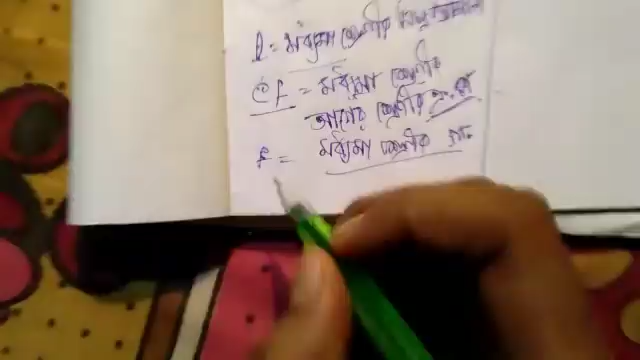 l = মধ্যমা শ্রেণীর নিম্নসীমা
CF = মধ্যমা শ্রেণীর
আগের শ্রেণীর
f = মধ্যমা শ্রেণীর